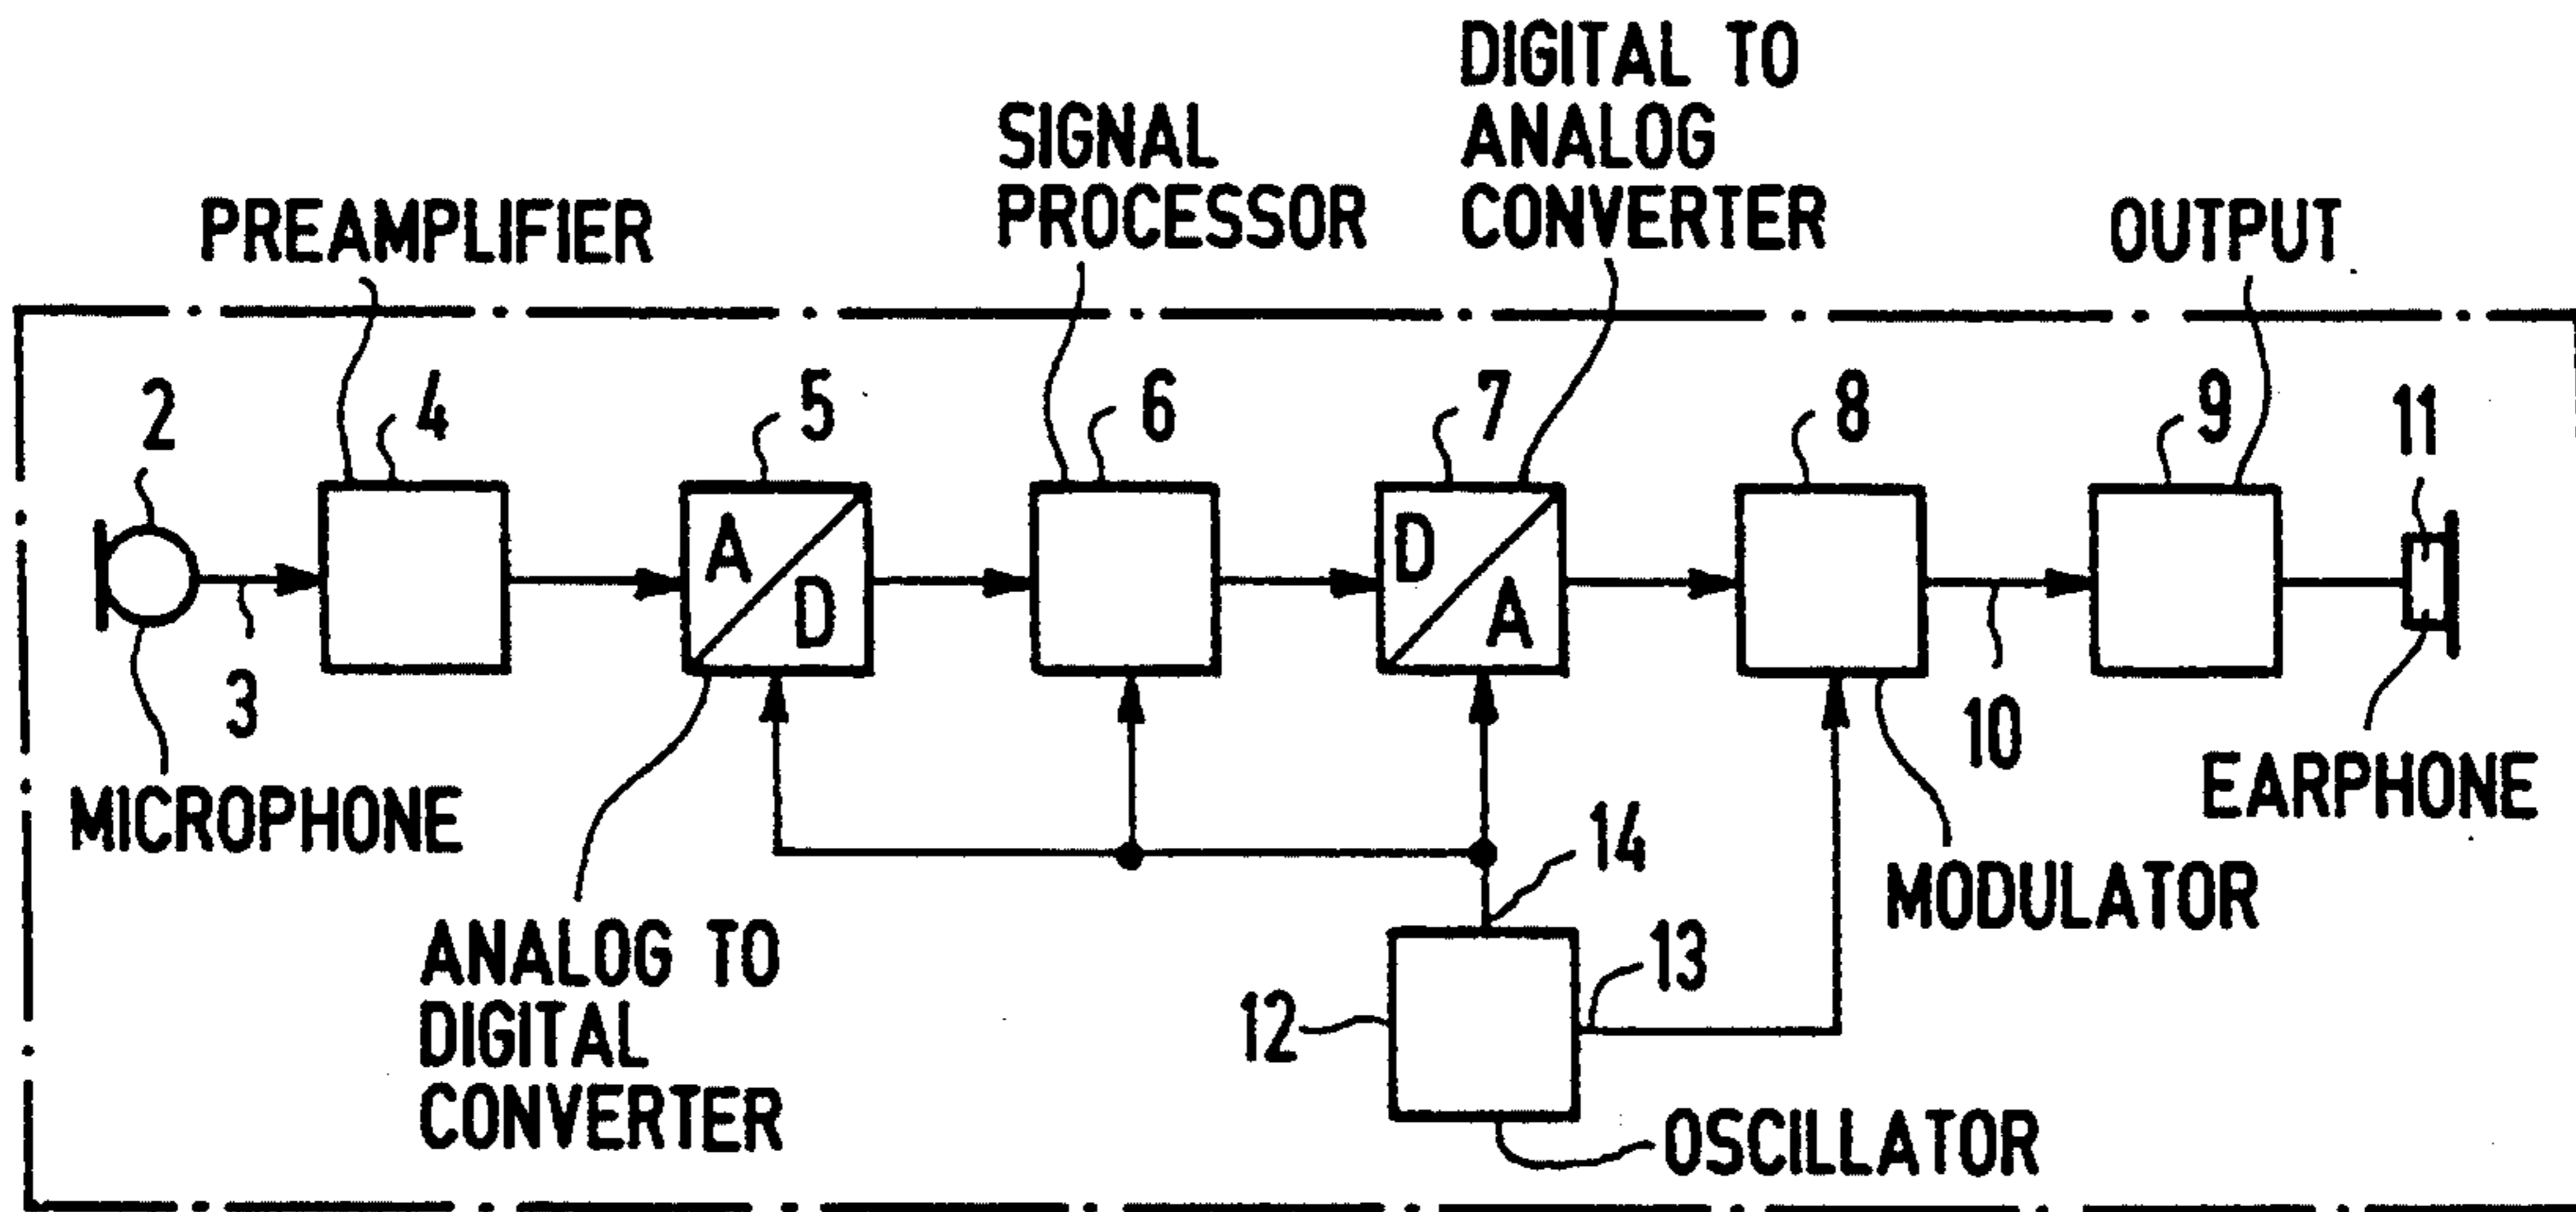 DIGITAL TO
ANALOG
CONVERTER
SIGNAL
PROCESSOR
PREAMPLIFIER
OUTPUT
2
4
5
6
7
8
9
11
A
D
D
A
3
10
MICROPHONE
EARPHONE
14
MODULATOR
ANALOG TO
DIGITAL
CONVERTER
13
12
OSCILLATOR